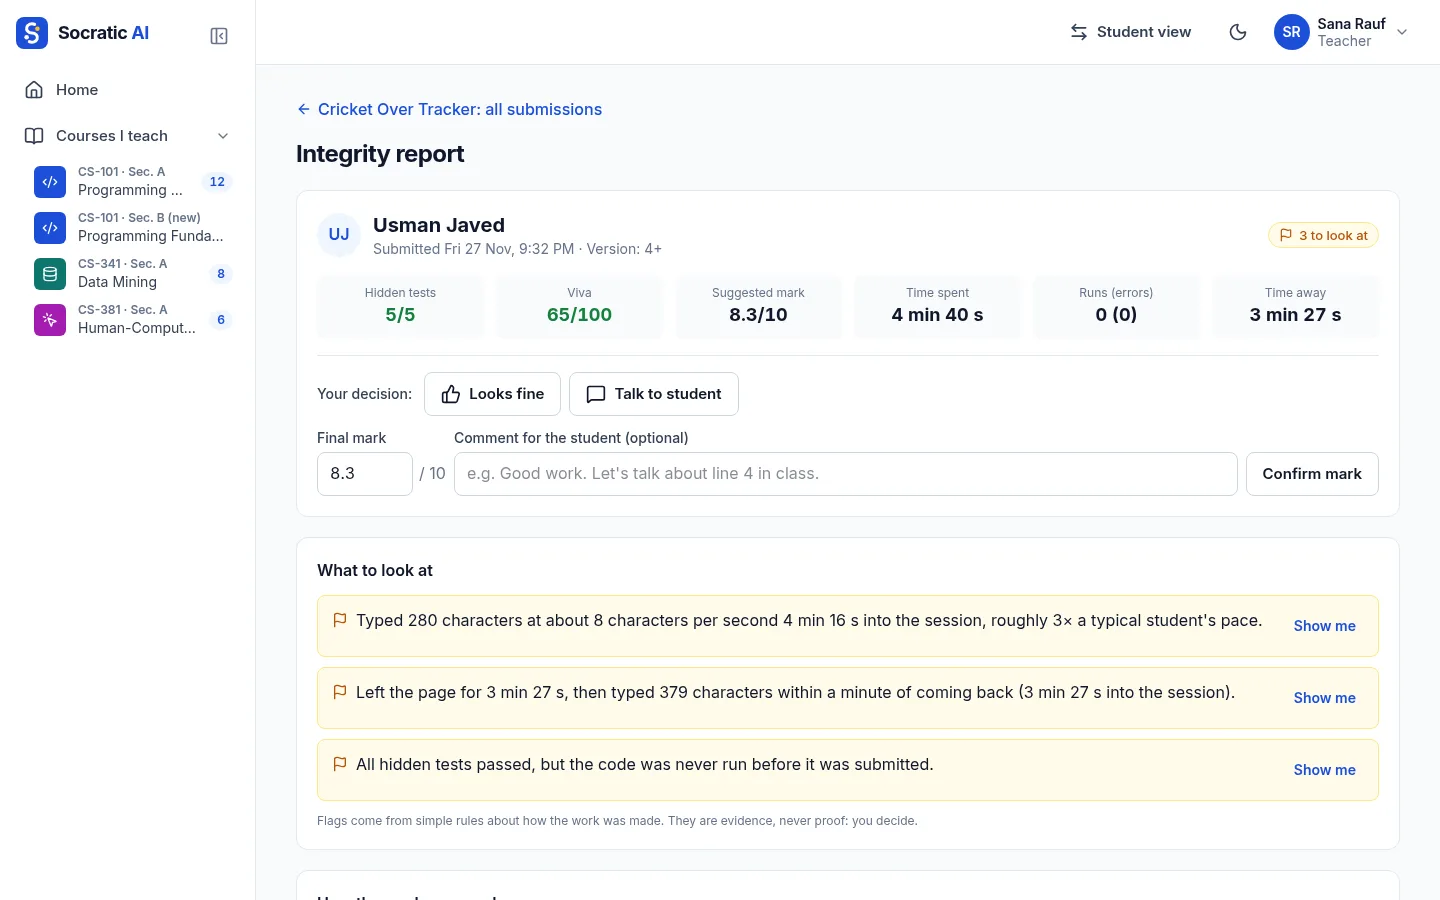 Socratic AI
Student view
SR
Sana Rauf
Teacher
Home
Courses I teach
CS-101 · Sec. A
Programming ...
12
CS-101 · Sec. B (new)
Programming Funda...
CS-341 · Sec. A
Data Mining
8
CS-381 · Sec. A
Human-Comput...
6
← Cricket Over Tracker: all submissions
Integrity report
UJ
Usman Javed
Submitted Fri 27 Nov, 9:32 PM · Version: 4+
3 to look at
Hidden tests
5/5
Viva
65/100
Suggested mark
8.3/10
Time spent
4 min 40 s
Runs (errors)
0 (0)
Time away
3 min 27 s
Your decision:
Looks fine
Talk to student
Final mark
8.3 / 10
Comment for the student (optional)
e.g. Good work. Let's talk about line 4 in class.
Confirm mark
What to look at
Typed 280 characters at about 8 characters per second 4 min 16 s into the session, roughly 3× a typical student's pace.
Show me
Left the page for 3 min 27 s, then typed 379 characters within a minute of coming back (3 min 27 s into the session).
Show me
All hidden tests passed, but the code was never run before it was submitted.
Show me
Flags come from simple rules about how the work was made. They are evidence, never proof: you decide.